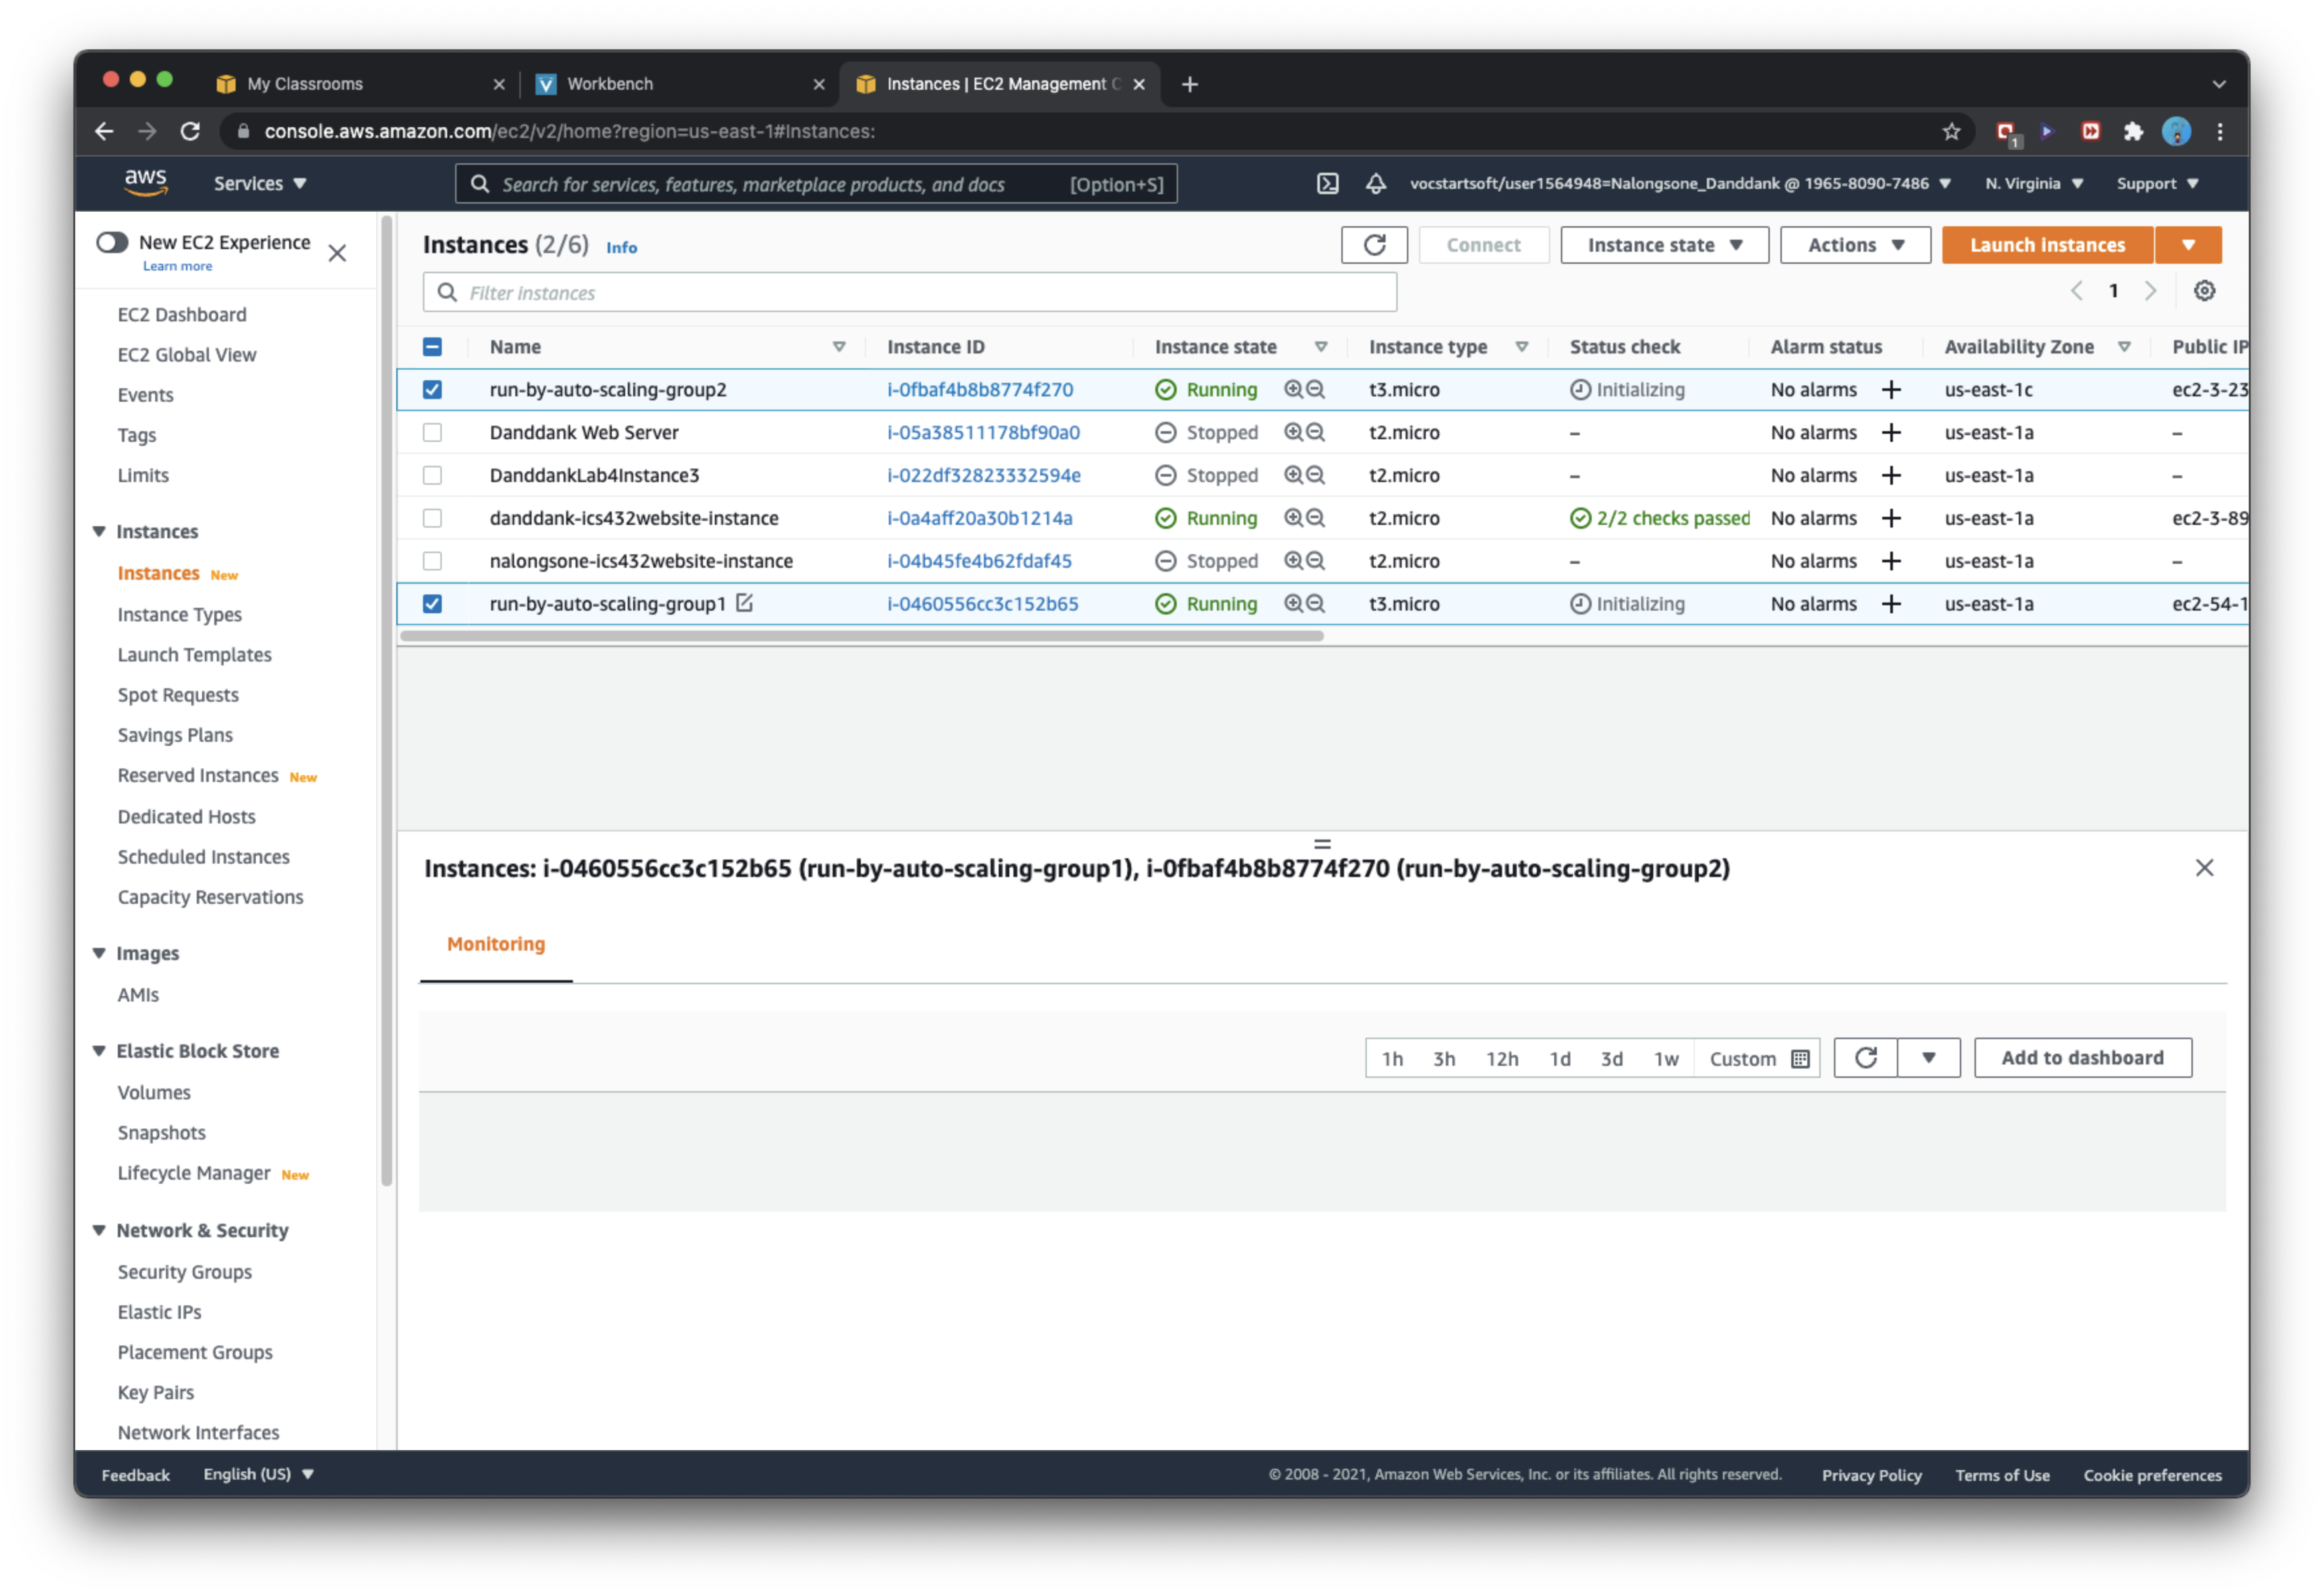 My Classrooms
Workbench
Instances | EC2 Management C
console.aws.amazon.com/ec2/v2/home?region=us-east-1#Instances:
1
aws
Services
Search for services, features, marketplace products, and docs [Option+S]
vocstartsoft/user1564948=Nalongsone_Danddank @ 1965-8090-7486
N. Virginia
Support
New EC2 Experience
Learn more
EC2 Dashboard
EC2 Global View
Events
Tags
Limits
Instances
Instances New
Instance Types
Launch Templates
Spot Requests
Savings Plans
Reserved Instances New
Dedicated Hosts
Scheduled Instances
Capacity Reservations
Images
AMIs
Elastic Block Store
Volumes
Snapshots
Lifecycle Manager New
Network & Security
Security Groups
Elastic IPs
Placement Groups
Key Pairs
Network Interfaces
Instances (2/6) Info
Connect
Instance state
Actions
Launch instances
Filter instances
1
Name Instance ID Instance state Instance type Status check Alarm status Availability Zone Public IP
run-by-auto-scaling-group2 i-0fbaf4b8b8774f270 Running t3.micro Initializing No alarms + us-east-1c ec2-3-23
Danddank Web Server i-05a38511178bf90a0 Stopped t2.micro – No alarms + us-east-1a –
DanddankLab4Instance3 i-022df32823332594e Stopped t2.micro – No alarms + us-east-1a –
danddank-ics432website-instance i-0a4aff20a30b1214a Running t2.micro 2/2 checks passed No alarms + us-east-1a ec2-3-89
nalongsone-ics432website-instance i-04b45fe4b62fdaf45 Stopped t2.micro – No alarms + us-east-1a –
run-by-auto-scaling-group1 i-0460556cc3c152b65 Running t3.micro Initializing No alarms + us-east-1a ec2-54-1
Instances: i-0460556cc3c152b65 (run-by-auto-scaling-group1), i-0fbaf4b8b8774f270 (run-by-auto-scaling-group2)
Monitoring
1h 3h 12h 1d 3d 1w Custom
Add to dashboard
Feedback
English (US)
© 2008 - 2021, Amazon Web Services, Inc. or its affiliates. All rights reserved.
Privacy Policy
Terms of Use
Cookie preferences